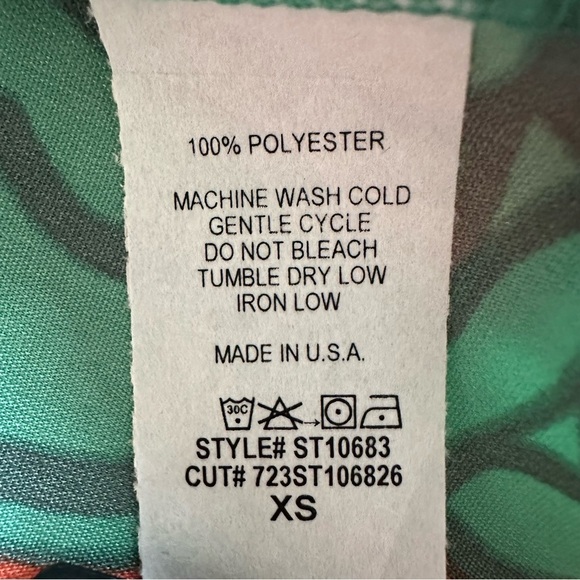 100% POLYESTER
MACHINE WASH COLD
GENTLE CYCLE
DO NOT BLEACH
TUMBLE DRY LOW
IRON LOW
MADE IN U.S.A.
30C
STYLE# ST10683
CUT# 723ST106826
XS